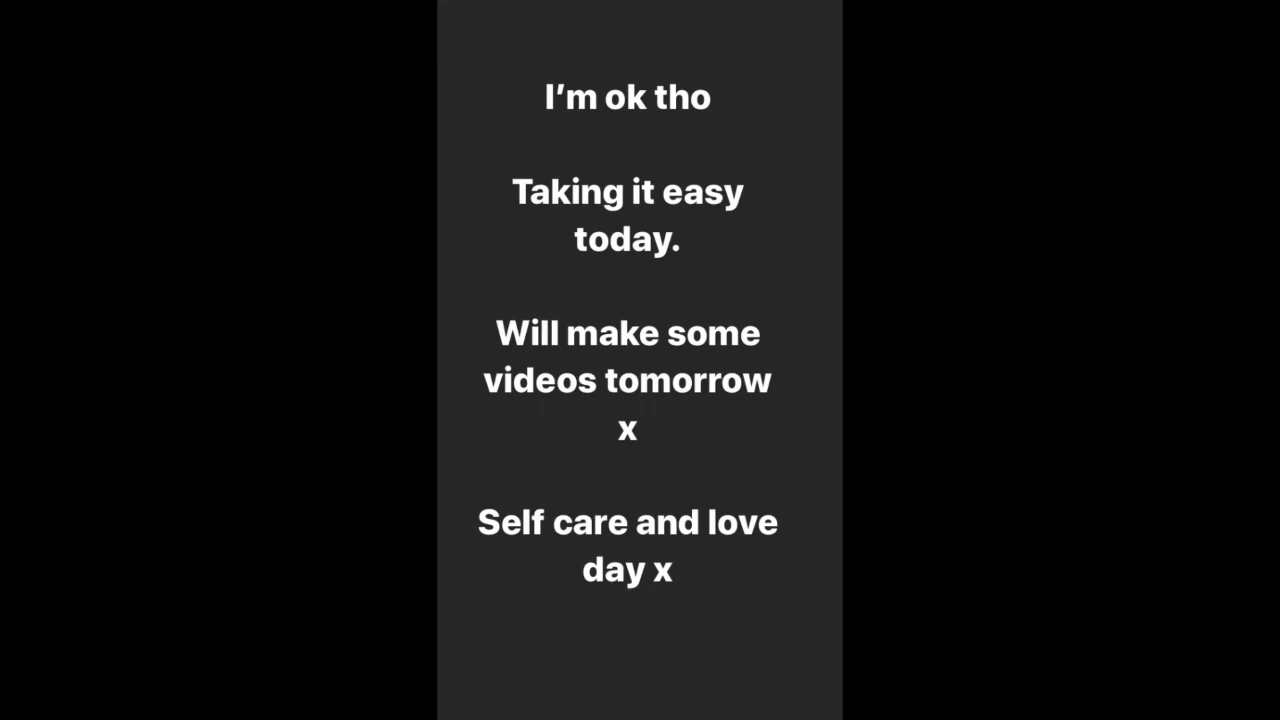 I’m ok tho
Taking it easy
today.
Will make some
videos tomorrow
x
Self care and love
day x